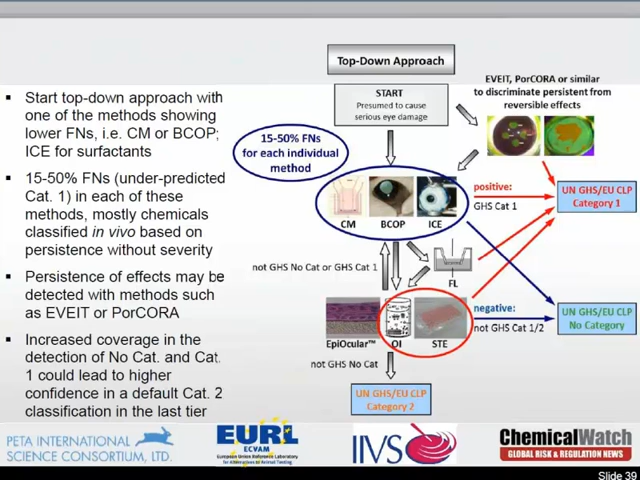 Top-Down Approach
▪ Start top-down approach with
one of the methods showing
lower FNs, i.e. CM or BCOP;
ICE for surfactants
▪ 15-50% FNs (under-predicted
Cat. 1) in each of these
methods, mostly chemicals
classified in vivo based on
persistence without severity
▪ Persistence of effects may be
detected with methods such
as EVEIT or PorCORA
▪ Increased coverage in the
detection of No Cat. and Cat.
1 could lead to higher
confidence in a default Cat. 2
classification in the last tier
START
Presumed to cause
serious eye damage
EVEIT, PorCORA or similar
to discriminate persistent from
reversible effects
15-50% FNs
for each individual
method
CM
BCOP
ICE
positive:
GHS Cat 1
UN GHS/EU CLP
Category 1
not GHS No Cat or GHS Cat 1
FL
EpiOcular™
OI
STE
negative:
not GHS Cat 1/2
UN GHS/EU CLP
No Category
not GHS No Cat
UN GHS/EU CLP
Category 2
PETA INTERNATIONAL
SCIENCE CONSORTIUM, LTD.
EURL
ECVAM
European Union Reference Laboratory
for Alternatives to Animal Testing
IIVS
ChemicalWatch
GLOBAL RISK & REGULATION NEWS
Slide 39